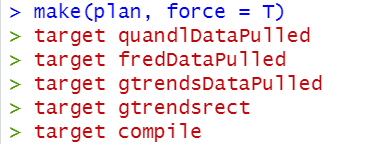 > make(plan, force = T)
> target quandlDataPulled
> target fredDataPulled
> target gtrendsDataPulled
> target gtrendsrect
> target compile